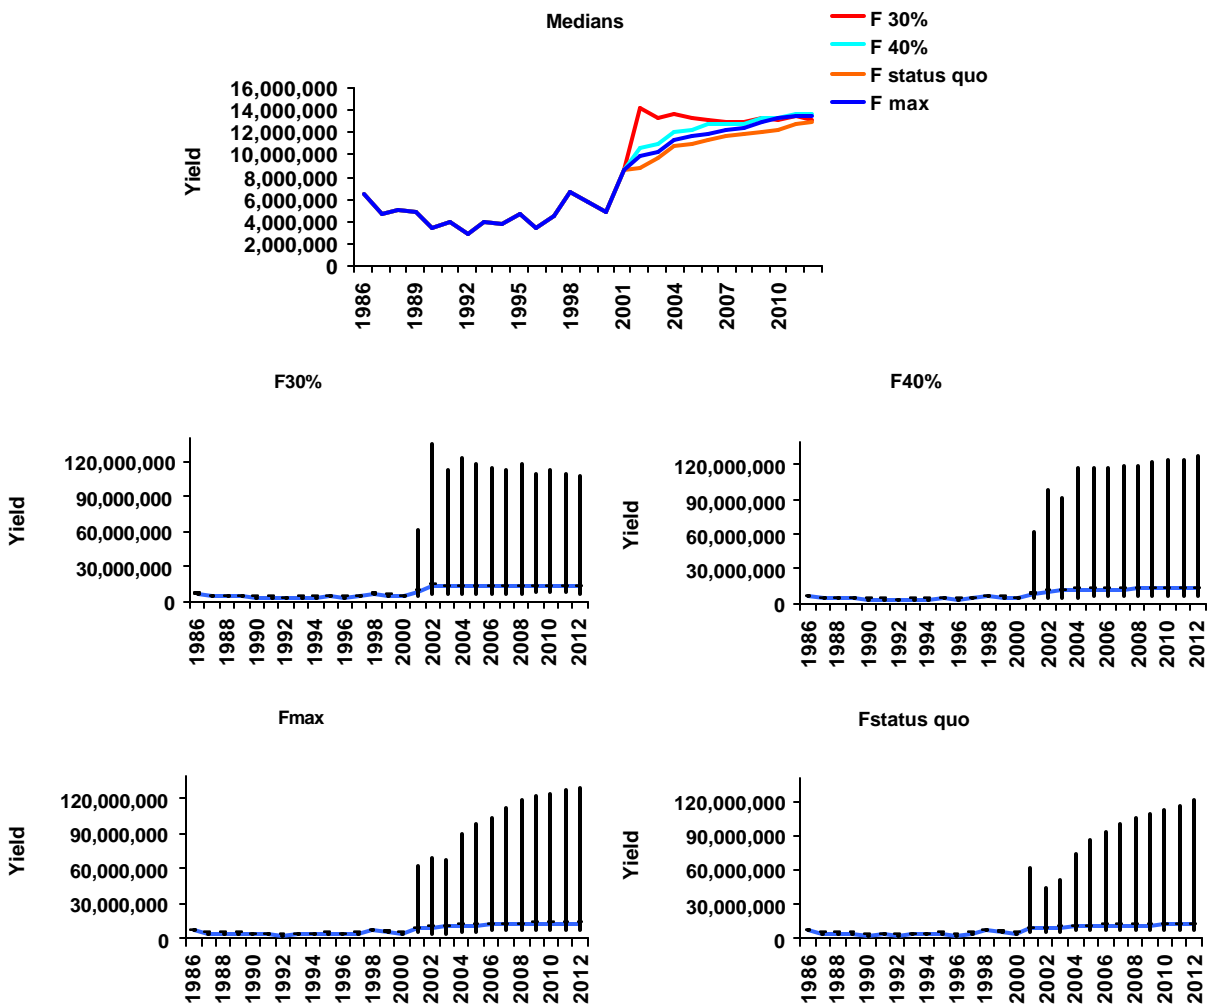 Medians
F 30%
F 40%
F status quo
F max
Yield
16,000,000
14,000,000
12,000,000
10,000,000
8,000,000
6,000,000
4,000,000
2,000,000
0
1986 1989 1992 1995 1998 2001 2004 2007 2010
F30%
Yield
120,000,000
90,000,000
60,000,000
30,000,000
0
1986 1988 1990 1992 1994 1996 1998 2000 2002 2004 2006 2008 2010 2012
F40%
Yield
120,000,000
90,000,000
60,000,000
30,000,000
0
1986 1988 1990 1992 1994 1996 1998 2000 2002 2004 2006 2008 2010 2012
Fmax
Yield
120,000,000
90,000,000
60,000,000
30,000,000
0
1986 1988 1990 1992 1994 1996 1998 2000 2002 2004 2006 2008 2010 2012
Fstatus quo
Yield
120,000,000
90,000,000
60,000,000
30,000,000
0
1986 1988 1990 1992 1994 1996 1998 2000 2002 2004 2006 2008 2010 2012